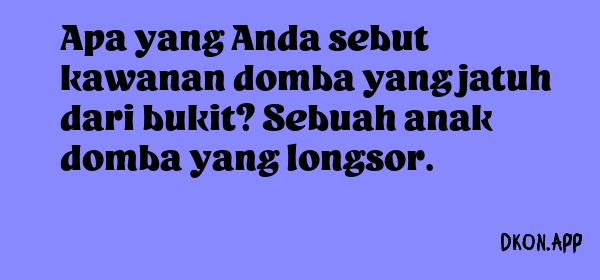 Apa yang Anda sebut
kawanan domba yang jatuh
dari bukit? Sebuah anak
domba yang longsor.
DKON.APP